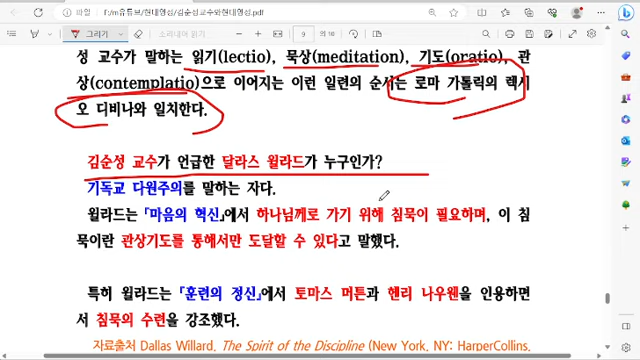 파일
F:/m유튜브/현대영성/김순성교수와현대영성.pdf
그리기
소리내어 읽기
9
의 18
성 교수가 말하는 읽기(lectio), 묵상(meditation), 기도(oratio), 관
상(contemplatio)으로 이어지는 이런 일련의 순서는 로마 가톨릭의 렉시
오 디비나와 일치한다.
김순성 교수가 언급한 달라스 윌라드가 누구인가?
기독교 다원주의를 말하는 자다.
윌라드는 「마음의 혁신」에서 하나님께로 가기 위해 침묵이 필요하며, 이 침
묵이란 관상기도를 통해서만 도달할 수 있다고 말했다.
특히 윌라드는 「훈련의 정신」에서 토마스 머튼과 헨리 나우웬을 인용하면
서 침묵의 수련을 강조했다.
자료출처 Dallas Willard, The Spirit of the Discipline (New York, NY: HarperCollins,